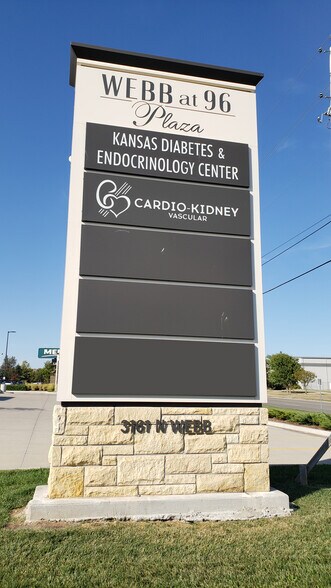 WEBB at 96
Plaza
KANSAS DIABETES &
ENDOCRINOLOGY CENTER
CARDIO-KIDNEY
VASCULAR
3161 N WEBB